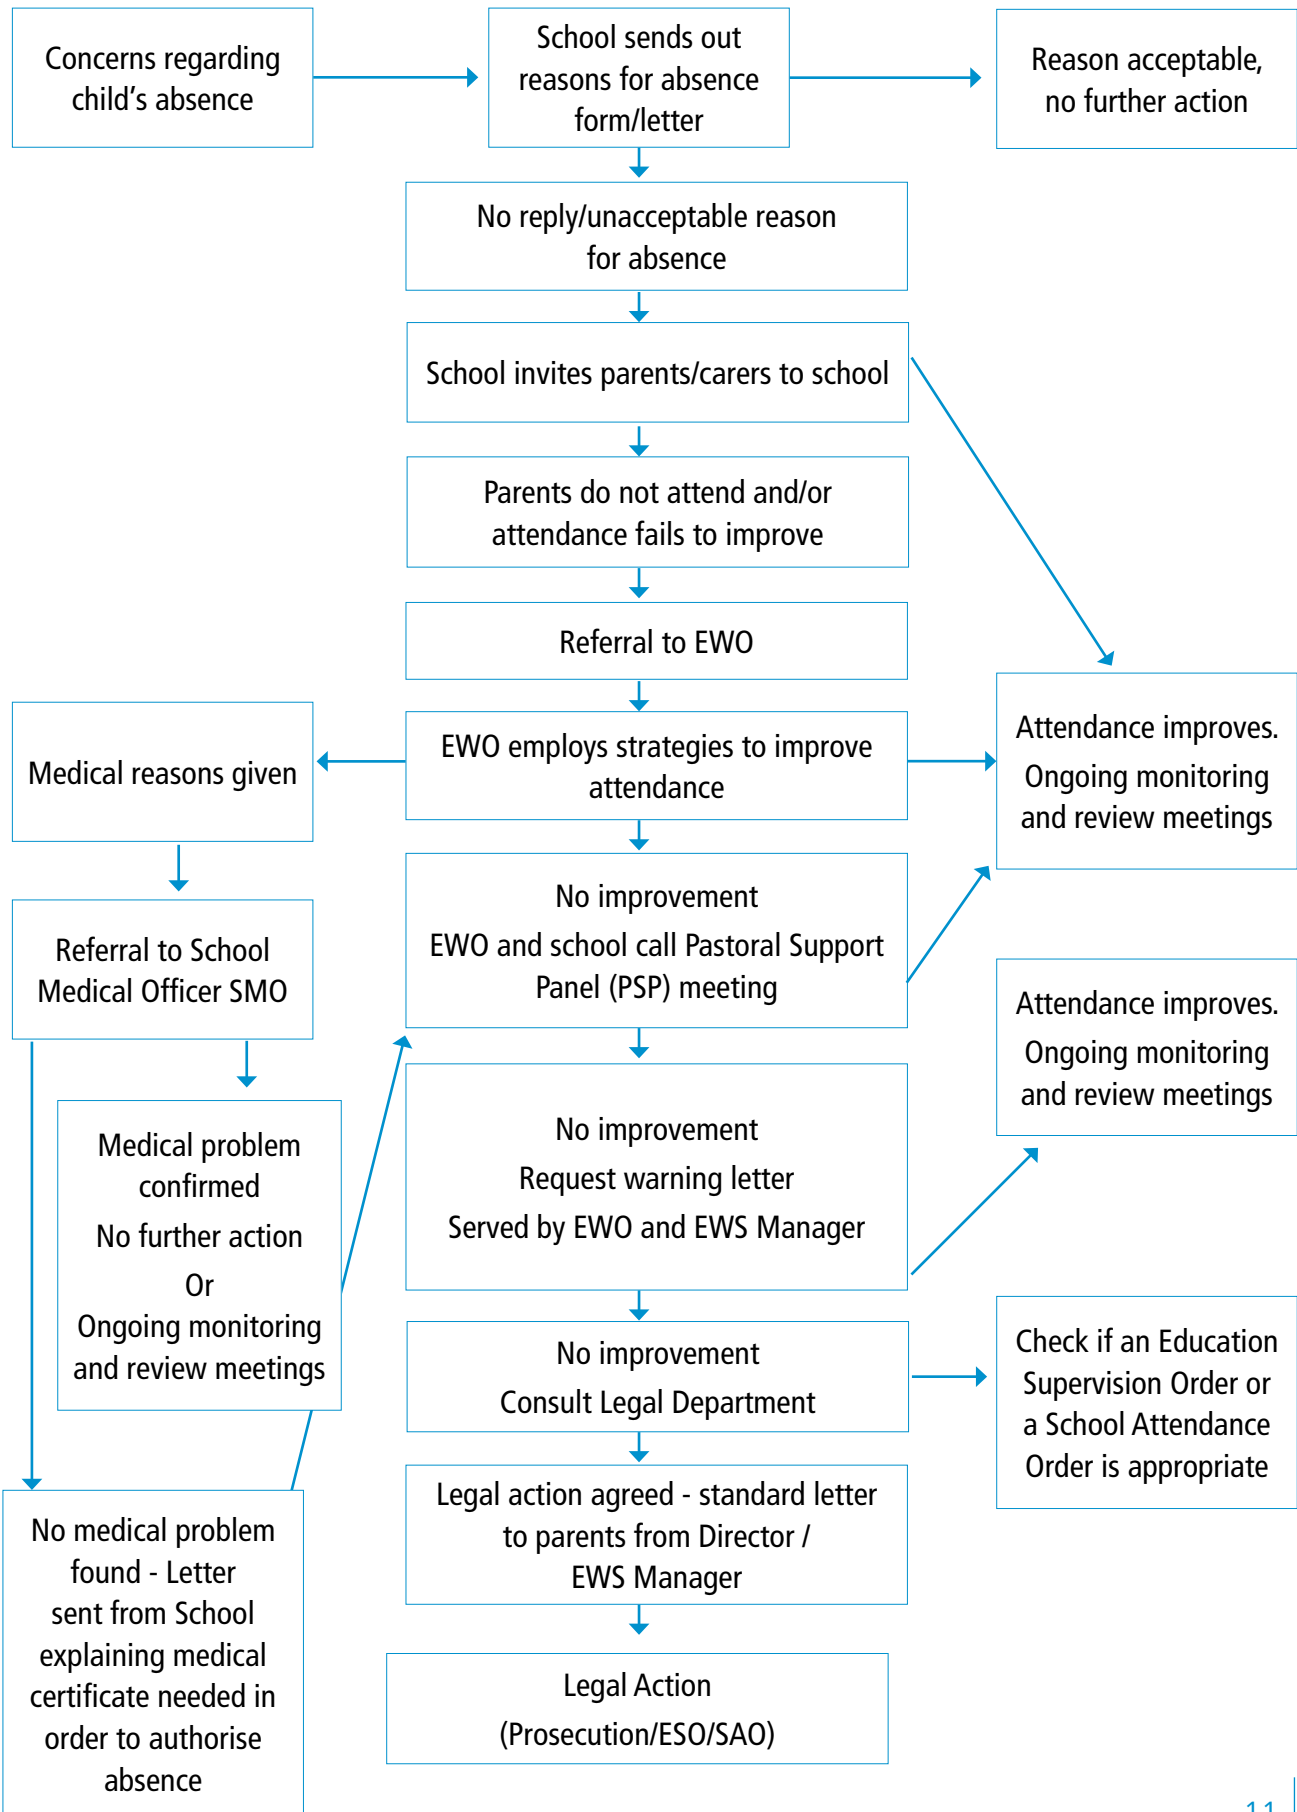 Concerns regarding
child's absence
School sends out
reasons for absence
form/letter
Reason acceptable,
no further action
No reply/unacceptable reason
for absence
School invites parents/carers to school
Parents do not attend and/or
attendance fails to improve
Referral to EWO
Medical reasons given
EWO employs strategies to improve
attendance
Attendance improves.
Ongoing monitoring
and review meetings
Referral to School
Medical Officer SMO
No improvement
EWO and school call Pastoral Support
Panel (PSP) meeting
Attendance improves.
Ongoing monitoring
and review meetings
Medical problem
confirmed
No further action
Or
Ongoing monitoring
and review meetings
No improvement
Request warning letter
Served by EWO and EWS Manager
No improvement
Consult Legal Department
Check if an Education
Supervision Order or
a School Attendance
Order is appropriate
Legal action agreed - standard letter
to parents from Director /
EWS Manager
No medical problem
found - Letter
sent from School
explaining medical
certificate needed in
order to authorise
absence
Legal Action
(Prosecution/ESO/SAO)
11